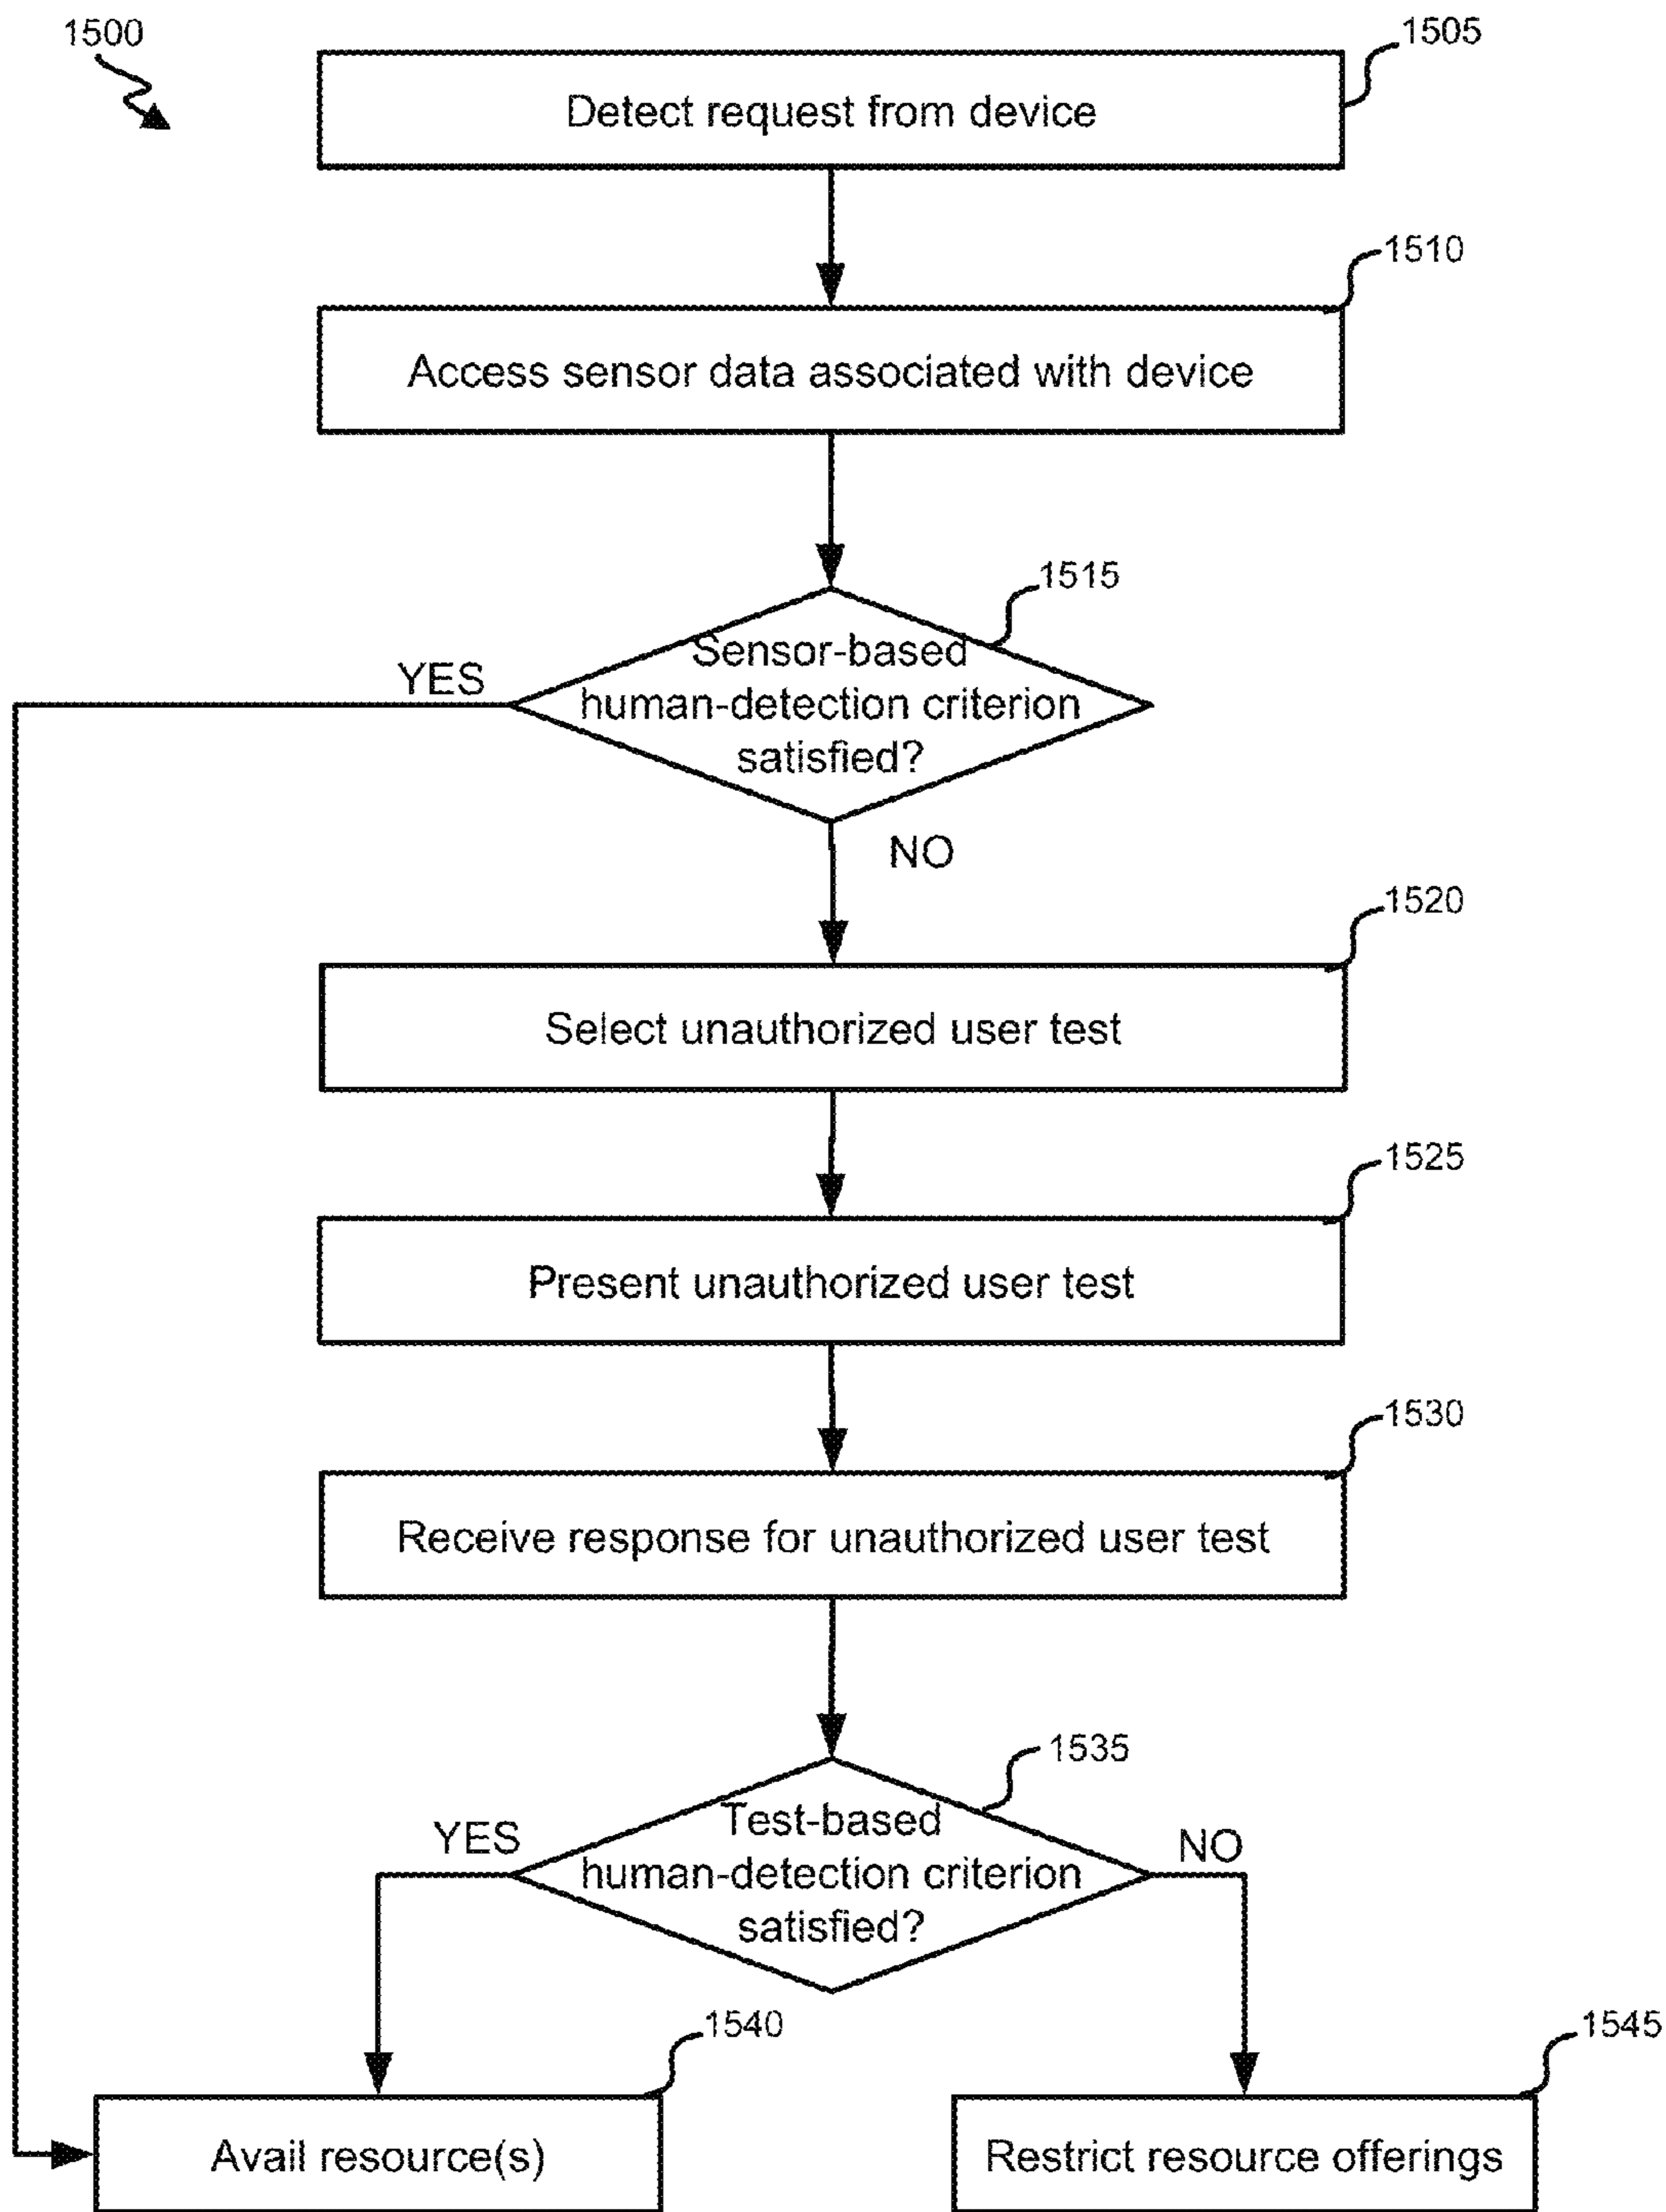 1500
1505
Detect request from device
1510
Access sensor data associated with device
1515
Sensor-based
human-detection criterion
satisfied?
YES
NO
1520
Select unauthorized user test
1525
Present unauthorized user test
1530
Receive response for unauthorized user test
1535
Test-based
human-detection criterion
satisfied?
YES
NO
1540
Avail resource(s)
1545
Restrict resource offerings